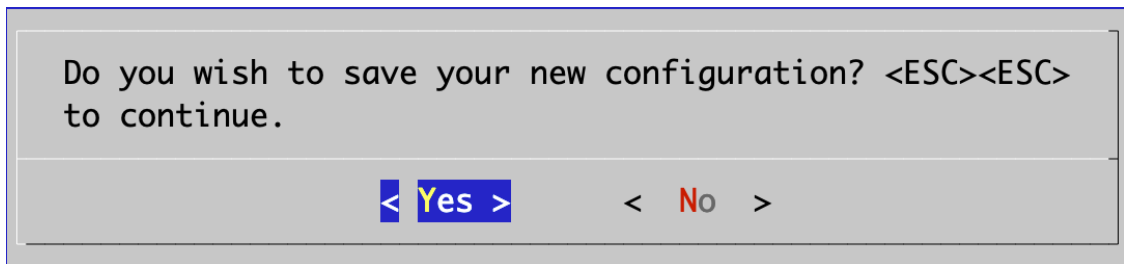 Do you wish to save your new configuration? <ESC><ESC>
to continue.
< Yes > < No >